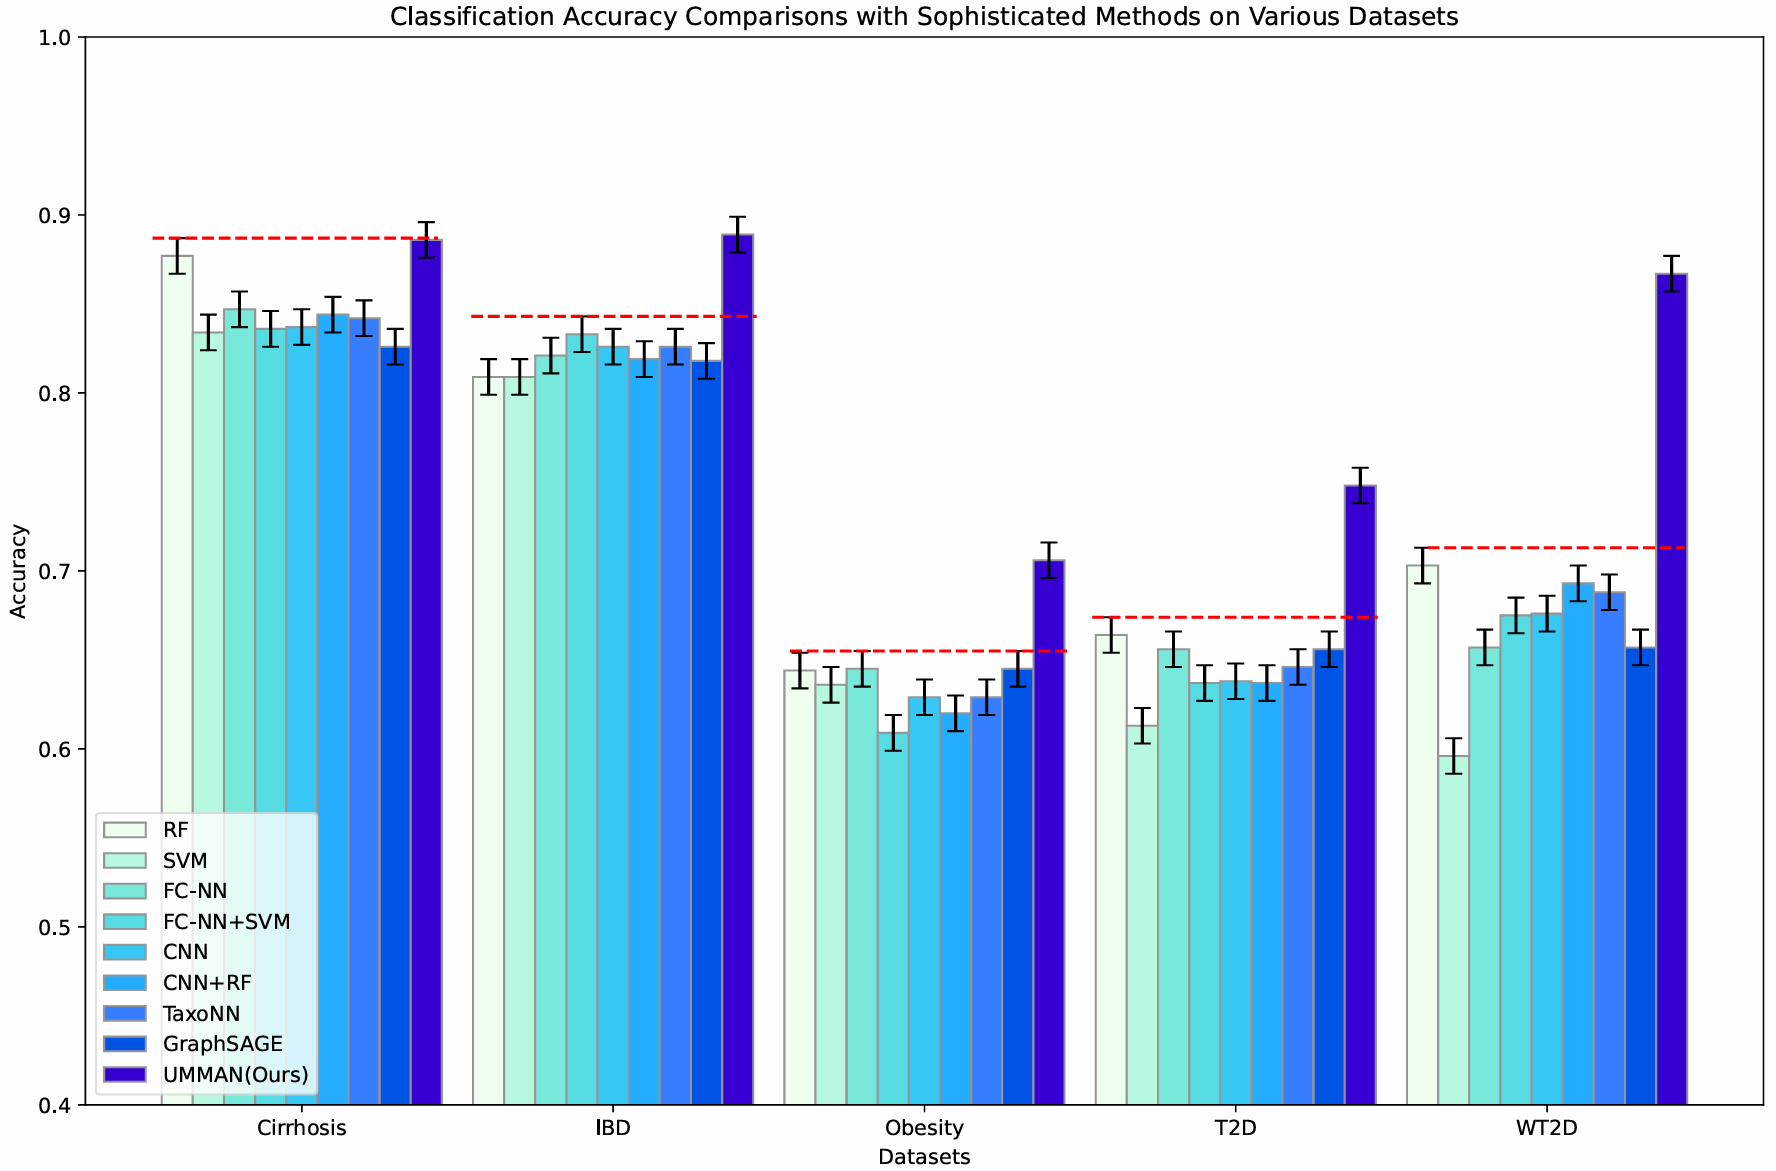 Classification Accuracy Comparisons with Sophisticated Methods on Various Datasets
1.0
0.9
0.8
0.7
0.6
0.5
0.4
Accuracy
RF
SVM
FC-NN
FC-NN+SVM
CNN
CNN+RF
TaxoNN
GraphSAGE
UMMAN(Ours)
Cirrhosis
IBD
Obesity
T2D
WT2D
Datasets